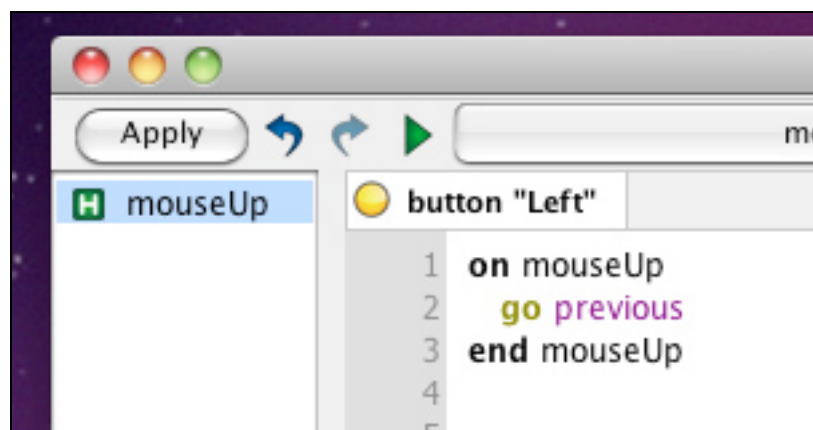 Apply
mouseUp
button "Left"
1 on mouseUp
2 go previous
3 end mouseUp
4